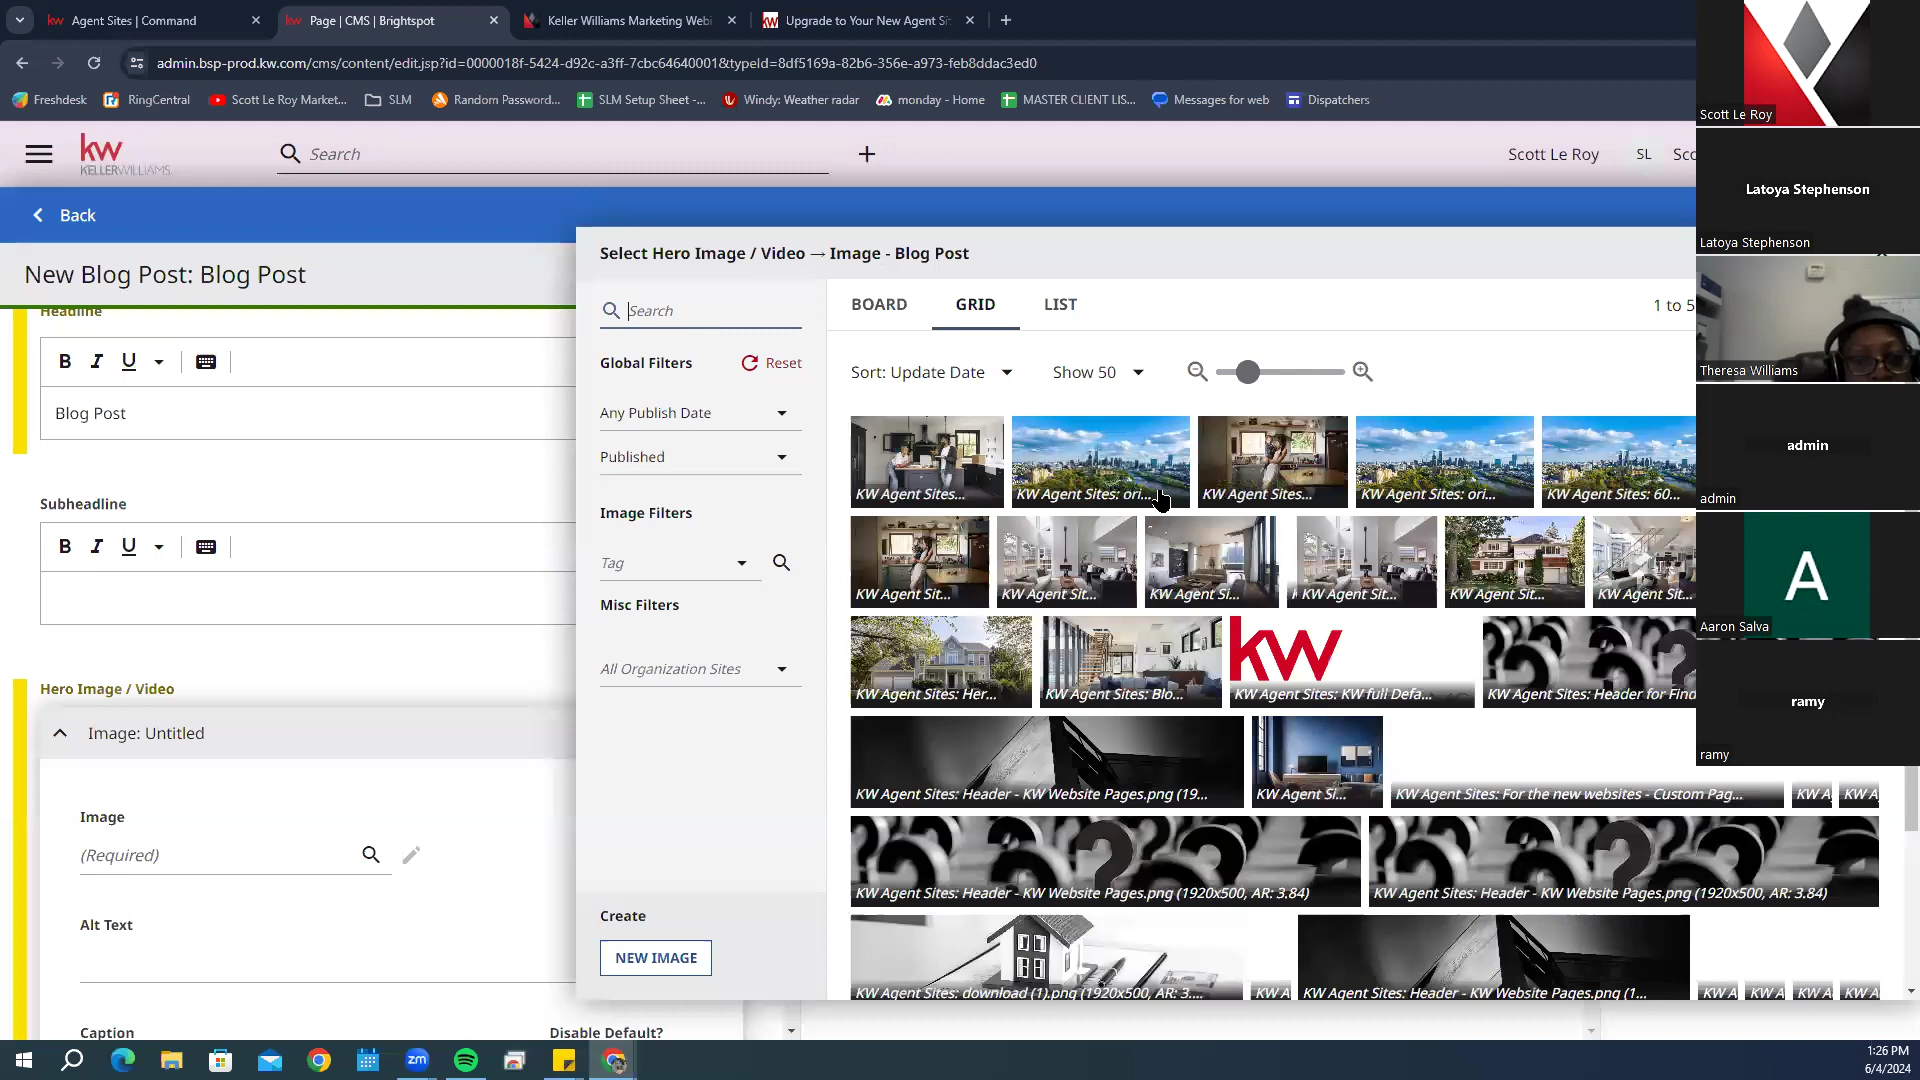 Agent Sites | Command
Page | CMS | Brightspot
Keller Williams Marketing Webi
Upgrade to Your New Agent Si
admin.bsp-prod.kw.com/cms/content/edit.jsp?id=0000018f-5424-d92c-a3ff-7cbc64640001&typeId=8df5169a-82b6-356e-a973-feb8ddac3ed0
Freshdesk
RingCentral
Scott Le Roy Market...
SLM
Random Password...
SLM Setup Sheet -...
Windy: Weather radar
monday - Home
MASTER CLIENT LIS...
Messages for web
Dispatchers
kw
KELLERWILLIAMS
Search
Scott Le Roy
SL
Sco
Back
New Blog Post: Blog Post
Headline
B I U
Blog Post
Subheadline
B I U
Hero Image / Video
Image: Untitled
Image
(Required)
Alt Text
Caption
Disable Default?
Select Hero Image / Video → Image - Blog Post
Search
Global Filters
Reset
Any Publish Date
Published
Image Filters
Tag
Misc Filters
All Organization Sites
Create
NEW IMAGE
BOARD
GRID
LIST
1 to 5
Sort: Update Date
Show 50
KW Agent Sites...
KW Agent Sites: ori...
KW Agent Sites...
KW Agent Sites: ori...
KW Agent Sites: 60...
KW Agent Sit...
KW Agent Sit...
KW Agent Si...
KW Agent Sit...
KW Agent Sit...
KW Agent Sit...
KW Agent Sites: Her...
KW Agent Sites: Blo...
kw
KW Agent Sites: KW full Defa...
KW Agent Sites: Header for Find
KW Agent Sites: Header - KW Website Pages.png (19...
KW Agent Si...
KW Agent Sites: For the new websites - Custom Pag...
KW A
KW A
KW Agent Sites: Header - KW Website Pages.png (1920x500, AR: 3.84)
KW Agent Sites: Header - KW Website Pages.png (1920x500, AR: 3.84)
KW Agent Sites: download (1).png (1920x500, AR: 3....
KW A
KW Agent Sites: Header - KW Website Pages.png (1...
KW A
KW A
KW A
KW A
Scott Le Roy
Latoya Stephenson
Latoya Stephenson
Theresa Williams
admin
admin
A
Aaron Salva
ramy
ramy
zm
1:26 PM
6/4/2024